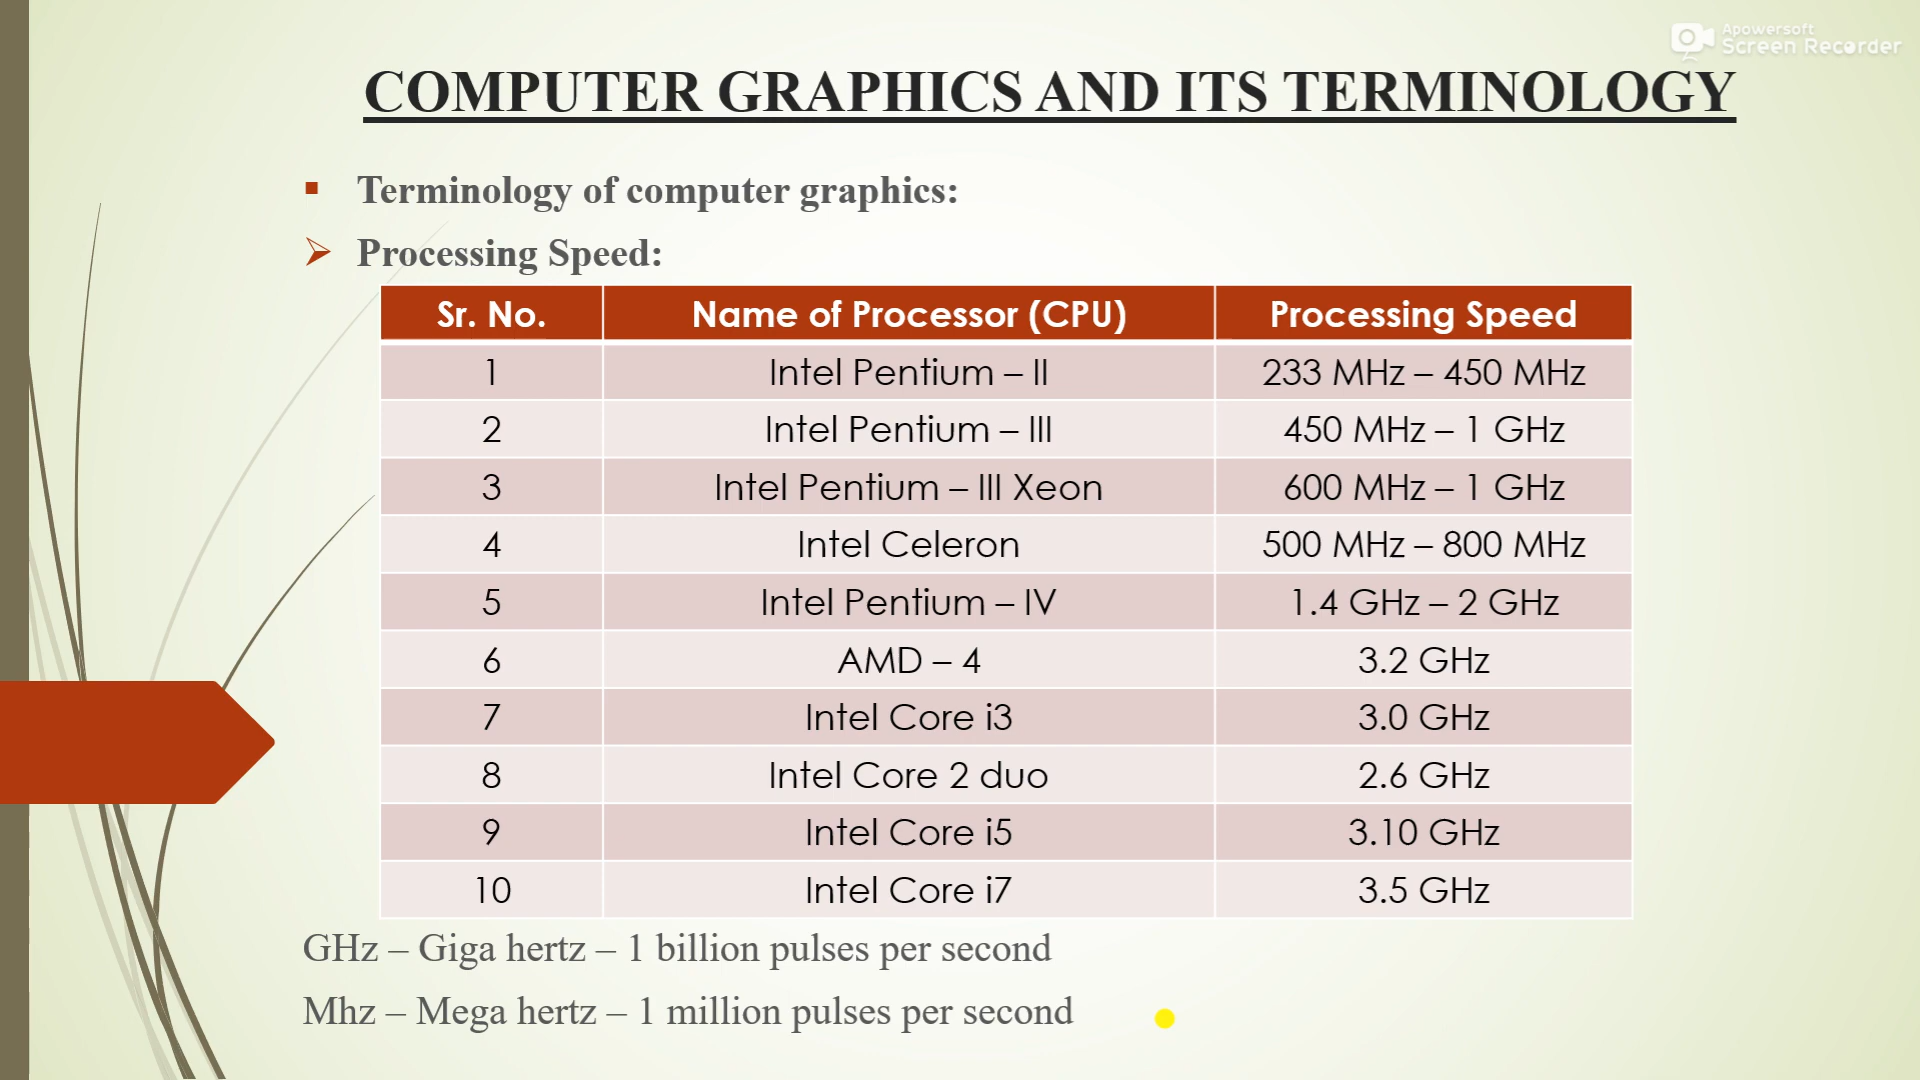 Apowersoft
Screen Recorder
COMPUTER GRAPHICS AND ITS TERMINOLOGY
Terminology of computer graphics:
Processing Speed:
Sr. No. Name of Processor (CPU) Processing Speed
1 Intel Pentium – II 233 MHz – 450 MHz
2 Intel Pentium – III 450 MHz – 1 GHz
3 Intel Pentium – III Xeon 600 MHz – 1 GHz
4 Intel Celeron 500 MHz – 800 MHz
5 Intel Pentium – IV 1.4 GHz – 2 GHz
6 AMD – 4 3.2 GHz
7 Intel Core i3 3.0 GHz
8 Intel Core 2 duo 2.6 GHz
9 Intel Core i5 3.10 GHz
10 Intel Core i7 3.5 GHz
GHz – Giga hertz – 1 billion pulses per second
Mhz – Mega hertz – 1 million pulses per second